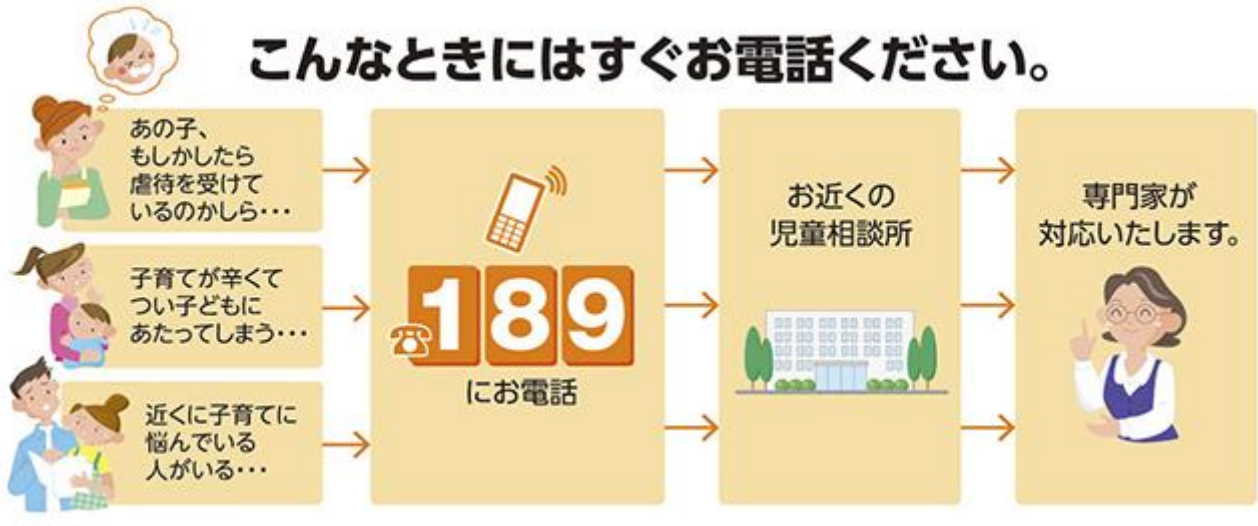 こんなときにはすぐお電話ください。
あの子、
もしかしたら
虐待を受けて
いるのかしら・・・
子育てが辛くて
つい子どもに
あたってしまう・・・
近くに子育てに
悩んでいる
人がいる・・・
189
にお電話
お近くの
児童相談所
専門家が
対応いたします。